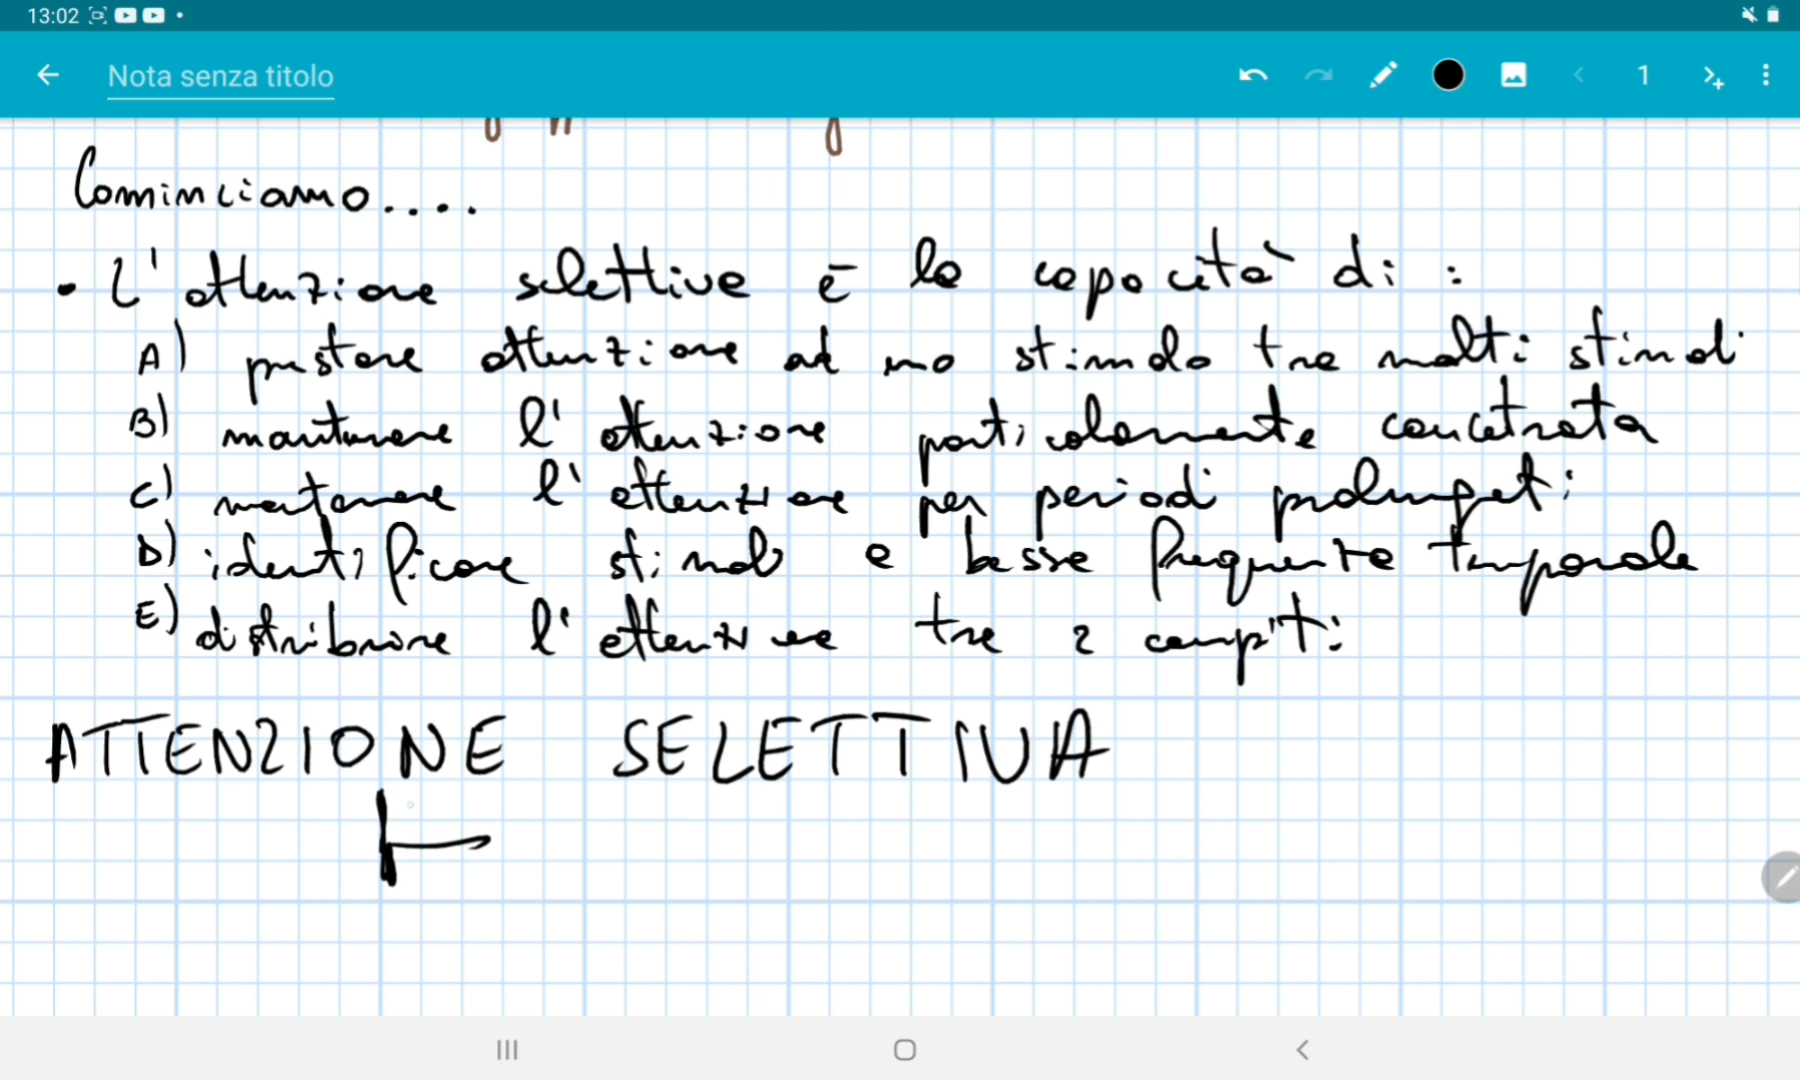 13:02
Nota senza titolo
1
Cominciamo....
• L'attenzione selettiva è la capacità di:
A) prestare attenzione ad uno stimolo tra molti stimoli
B) mantenere l'attenzione particolarmente concetrata
C) mantenere l'attenzione per periodi prolungati
D) identificare stimoli a bassa frequenza temporale
E) distribuire l'attenzione tra 2 compiti
ATTENZIONE SELETTIVA